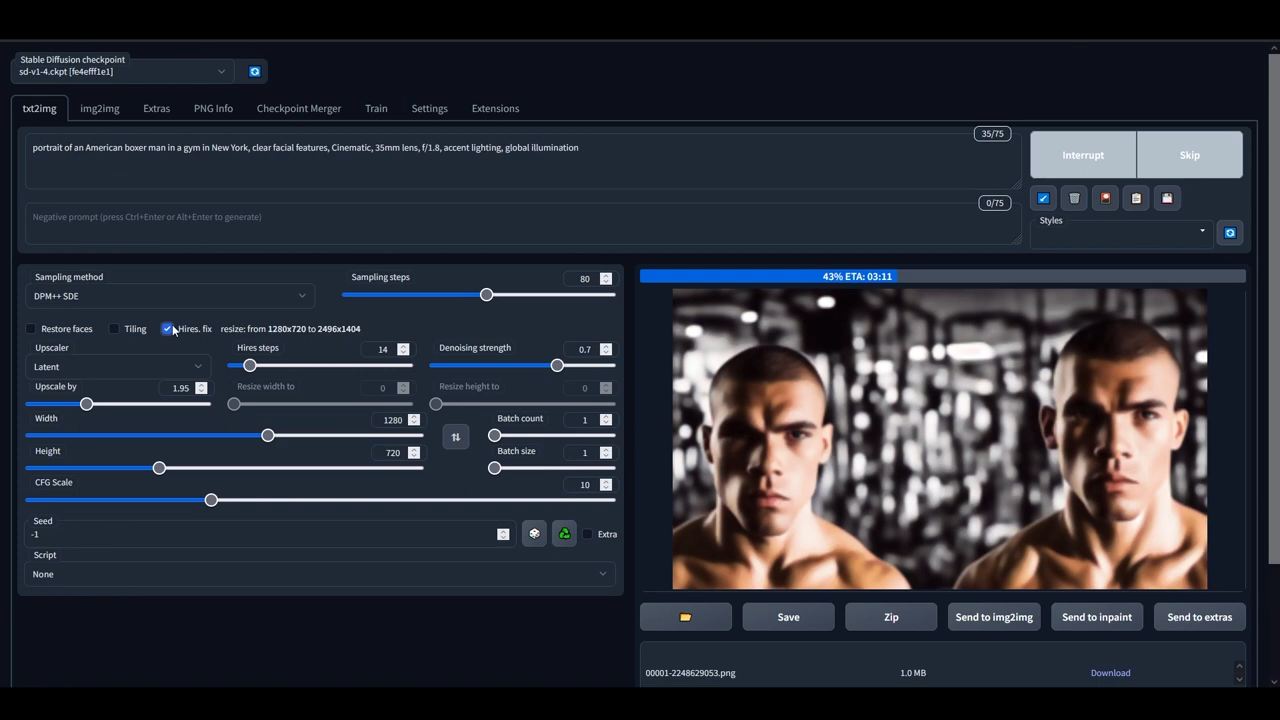 Stable Diffusion checkpoint
sd-v1-4.ckpt [fe4efff1e1]
txt2img img2img Extras PNG Info Checkpoint Merger Train Settings Extensions
35/75
portrait of an American boxer man in a gym in New York, clear facial features, Cinematic, 35mm lens, f/1.8, accent lighting, global illumination
Interrupt Skip
0/75
Negative prompt (press Ctrl+Enter or Alt+Enter to generate)
Styles
Sampling method
DPM++ SDE
Sampling steps 80
Restore faces Tiling Hires. fix resize: from 1280x720 to 2496x1404
Upscaler
Latent
Hires steps 14
Denoising strength 0.7
Upscale by 1.95
Resize width to 0
Resize height to 0
Width 1280
Batch count 1
Height 720
Batch size 1
CFG Scale 10
Seed
-1
Extra
Script
None
43% ETA: 03:11
Save Zip Send to img2img Send to inpaint Send to extras
00001-2248629053.png 1.0 MB Download